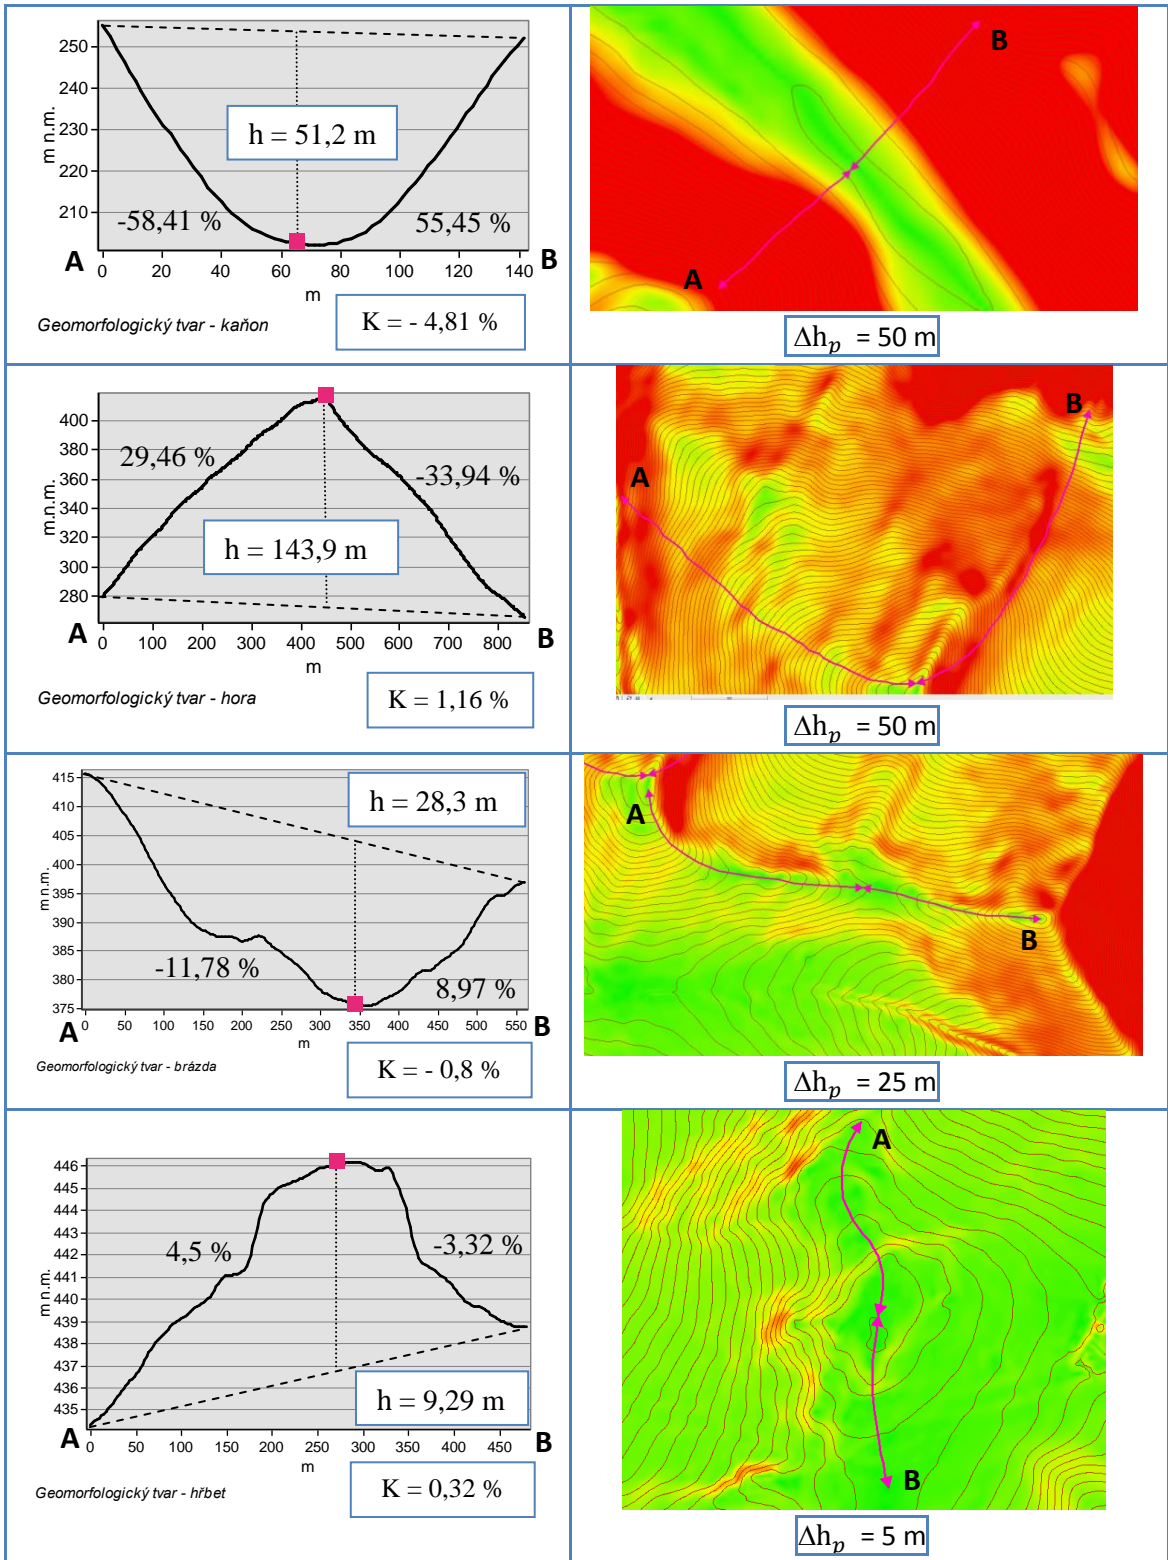 250
240
230
220
210
m n.m.
h = 51,2 m
-58,41 %
55,45 %
A
B
0 20 40 60 80 100 120 140
m
Geomorfologický tvar - kaňon
K = - 4,81 %
B
A
Δhₚ = 50 m
400
380
360
340
320
300
280
m.n.m.
29,46 %
-33,94 %
h = 143,9 m
A
B
0 100 200 300 400 500 600 700 800
m
Geomorfologický tvar - hora
K = 1,16 %
B
A
Δhₚ = 50 m
415
410
405
400
395
390
385
380
375
m n.m.
h = 28,3 m
-11,78 %
8,97 %
A
B
0 50 100 150 200 250 300 350 400 450 500 550
m
Geomorfologický tvar - brázda
K = - 0,8 %
A
B
Δhₚ = 25 m
446
445
444
443
442
441
440
439
438
437
436
435
m n.m.
4,5 %
-3,32 %
h = 9,29 m
A
B
0 50 100 150 200 250 300 350 400 450
m
Geomorfologický tvar - hřbet
K = 0,32 %
A
B
Δhₚ = 5 m